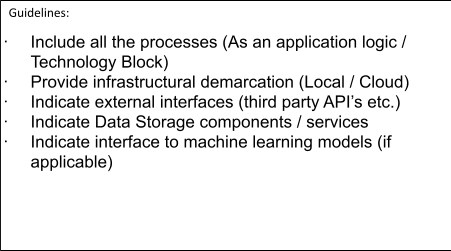 Guidelines:
· Include all the processes (As an application logic /
Technology Block)
· Provide infrastructural demarcation (Local / Cloud)
· Indicate external interfaces (third party API’s etc.)
· Indicate Data Storage components / services
· Indicate interface to machine learning models (if
applicable)